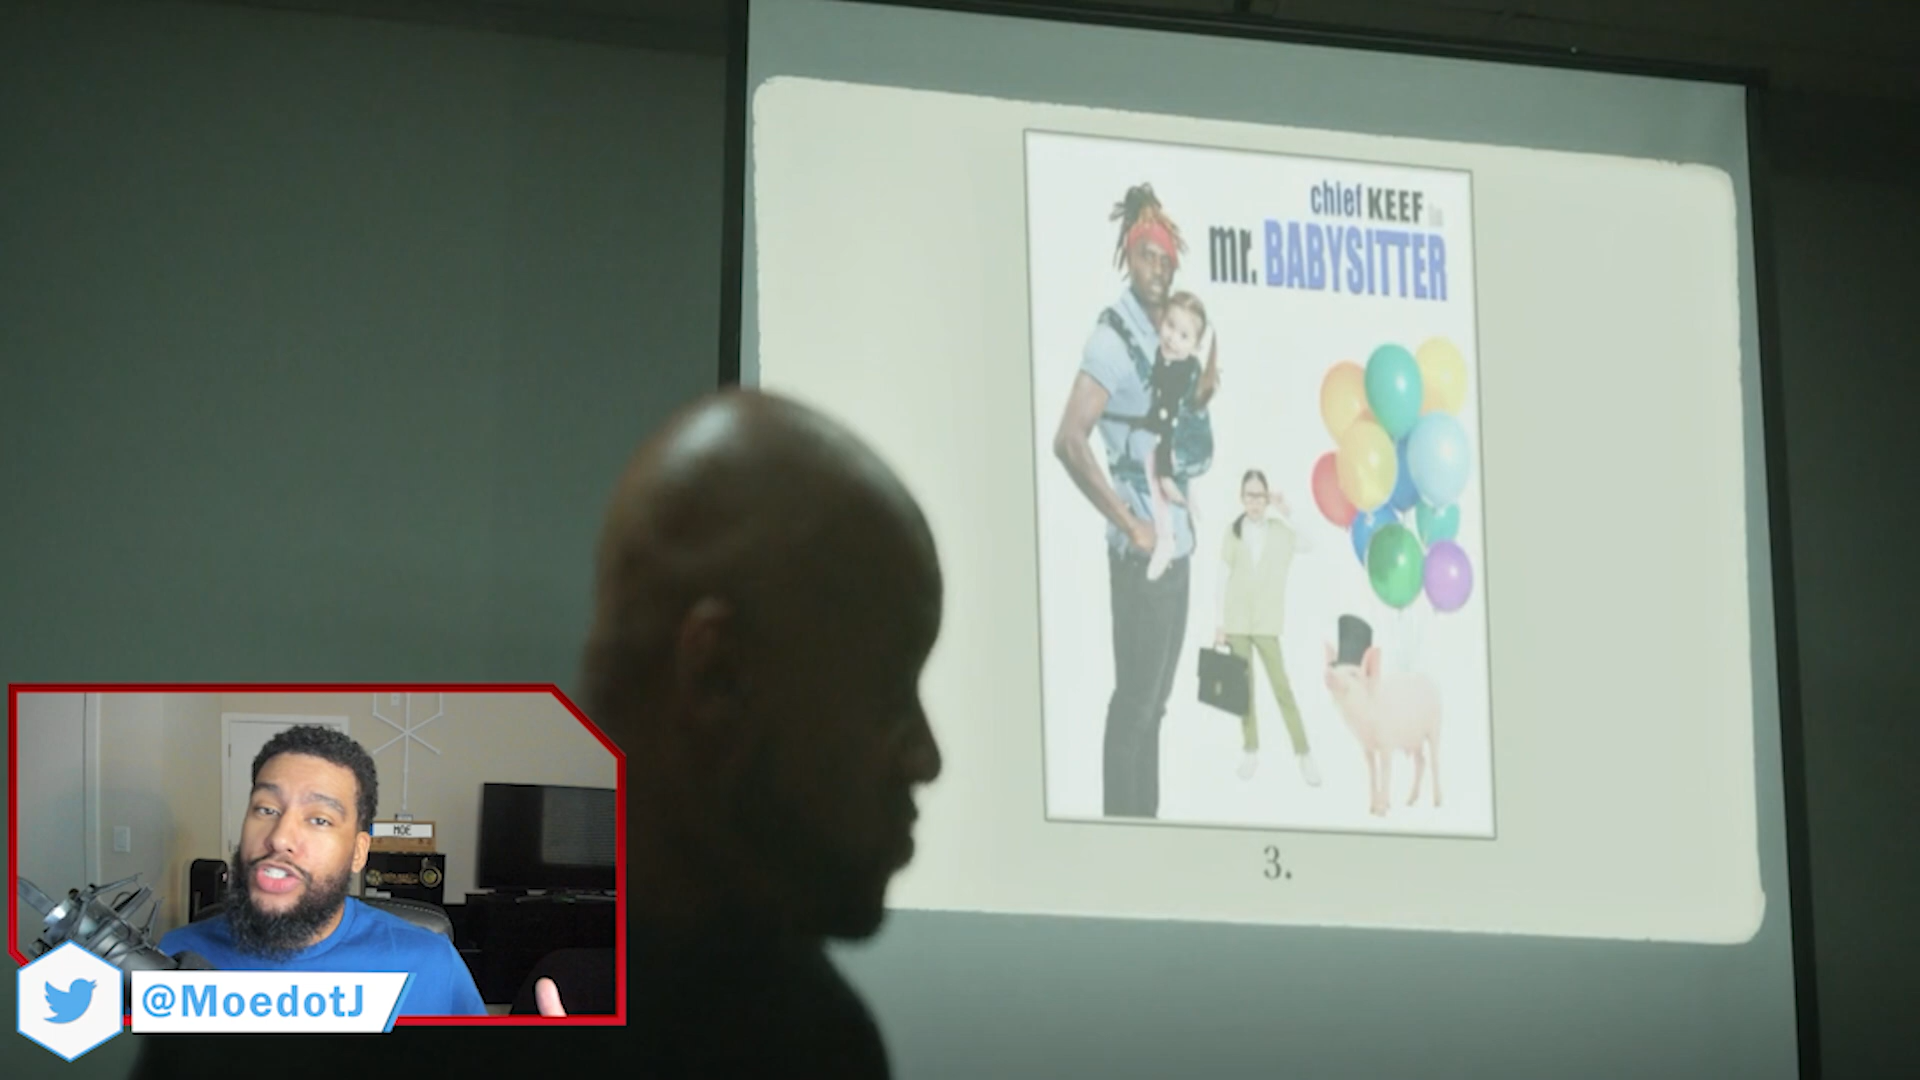 chief KEEF in
mr. BABYSITTER
3.
MOE
@MoedotJ